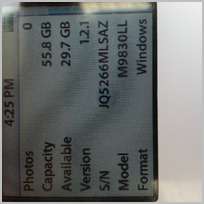 4:25 PM
Photos 0
Capacity 55.8 GB
Available 29.7 GB
Version 1.2.1
S/N JQ5266MLSAZ
Model M9830LL
Format Windows